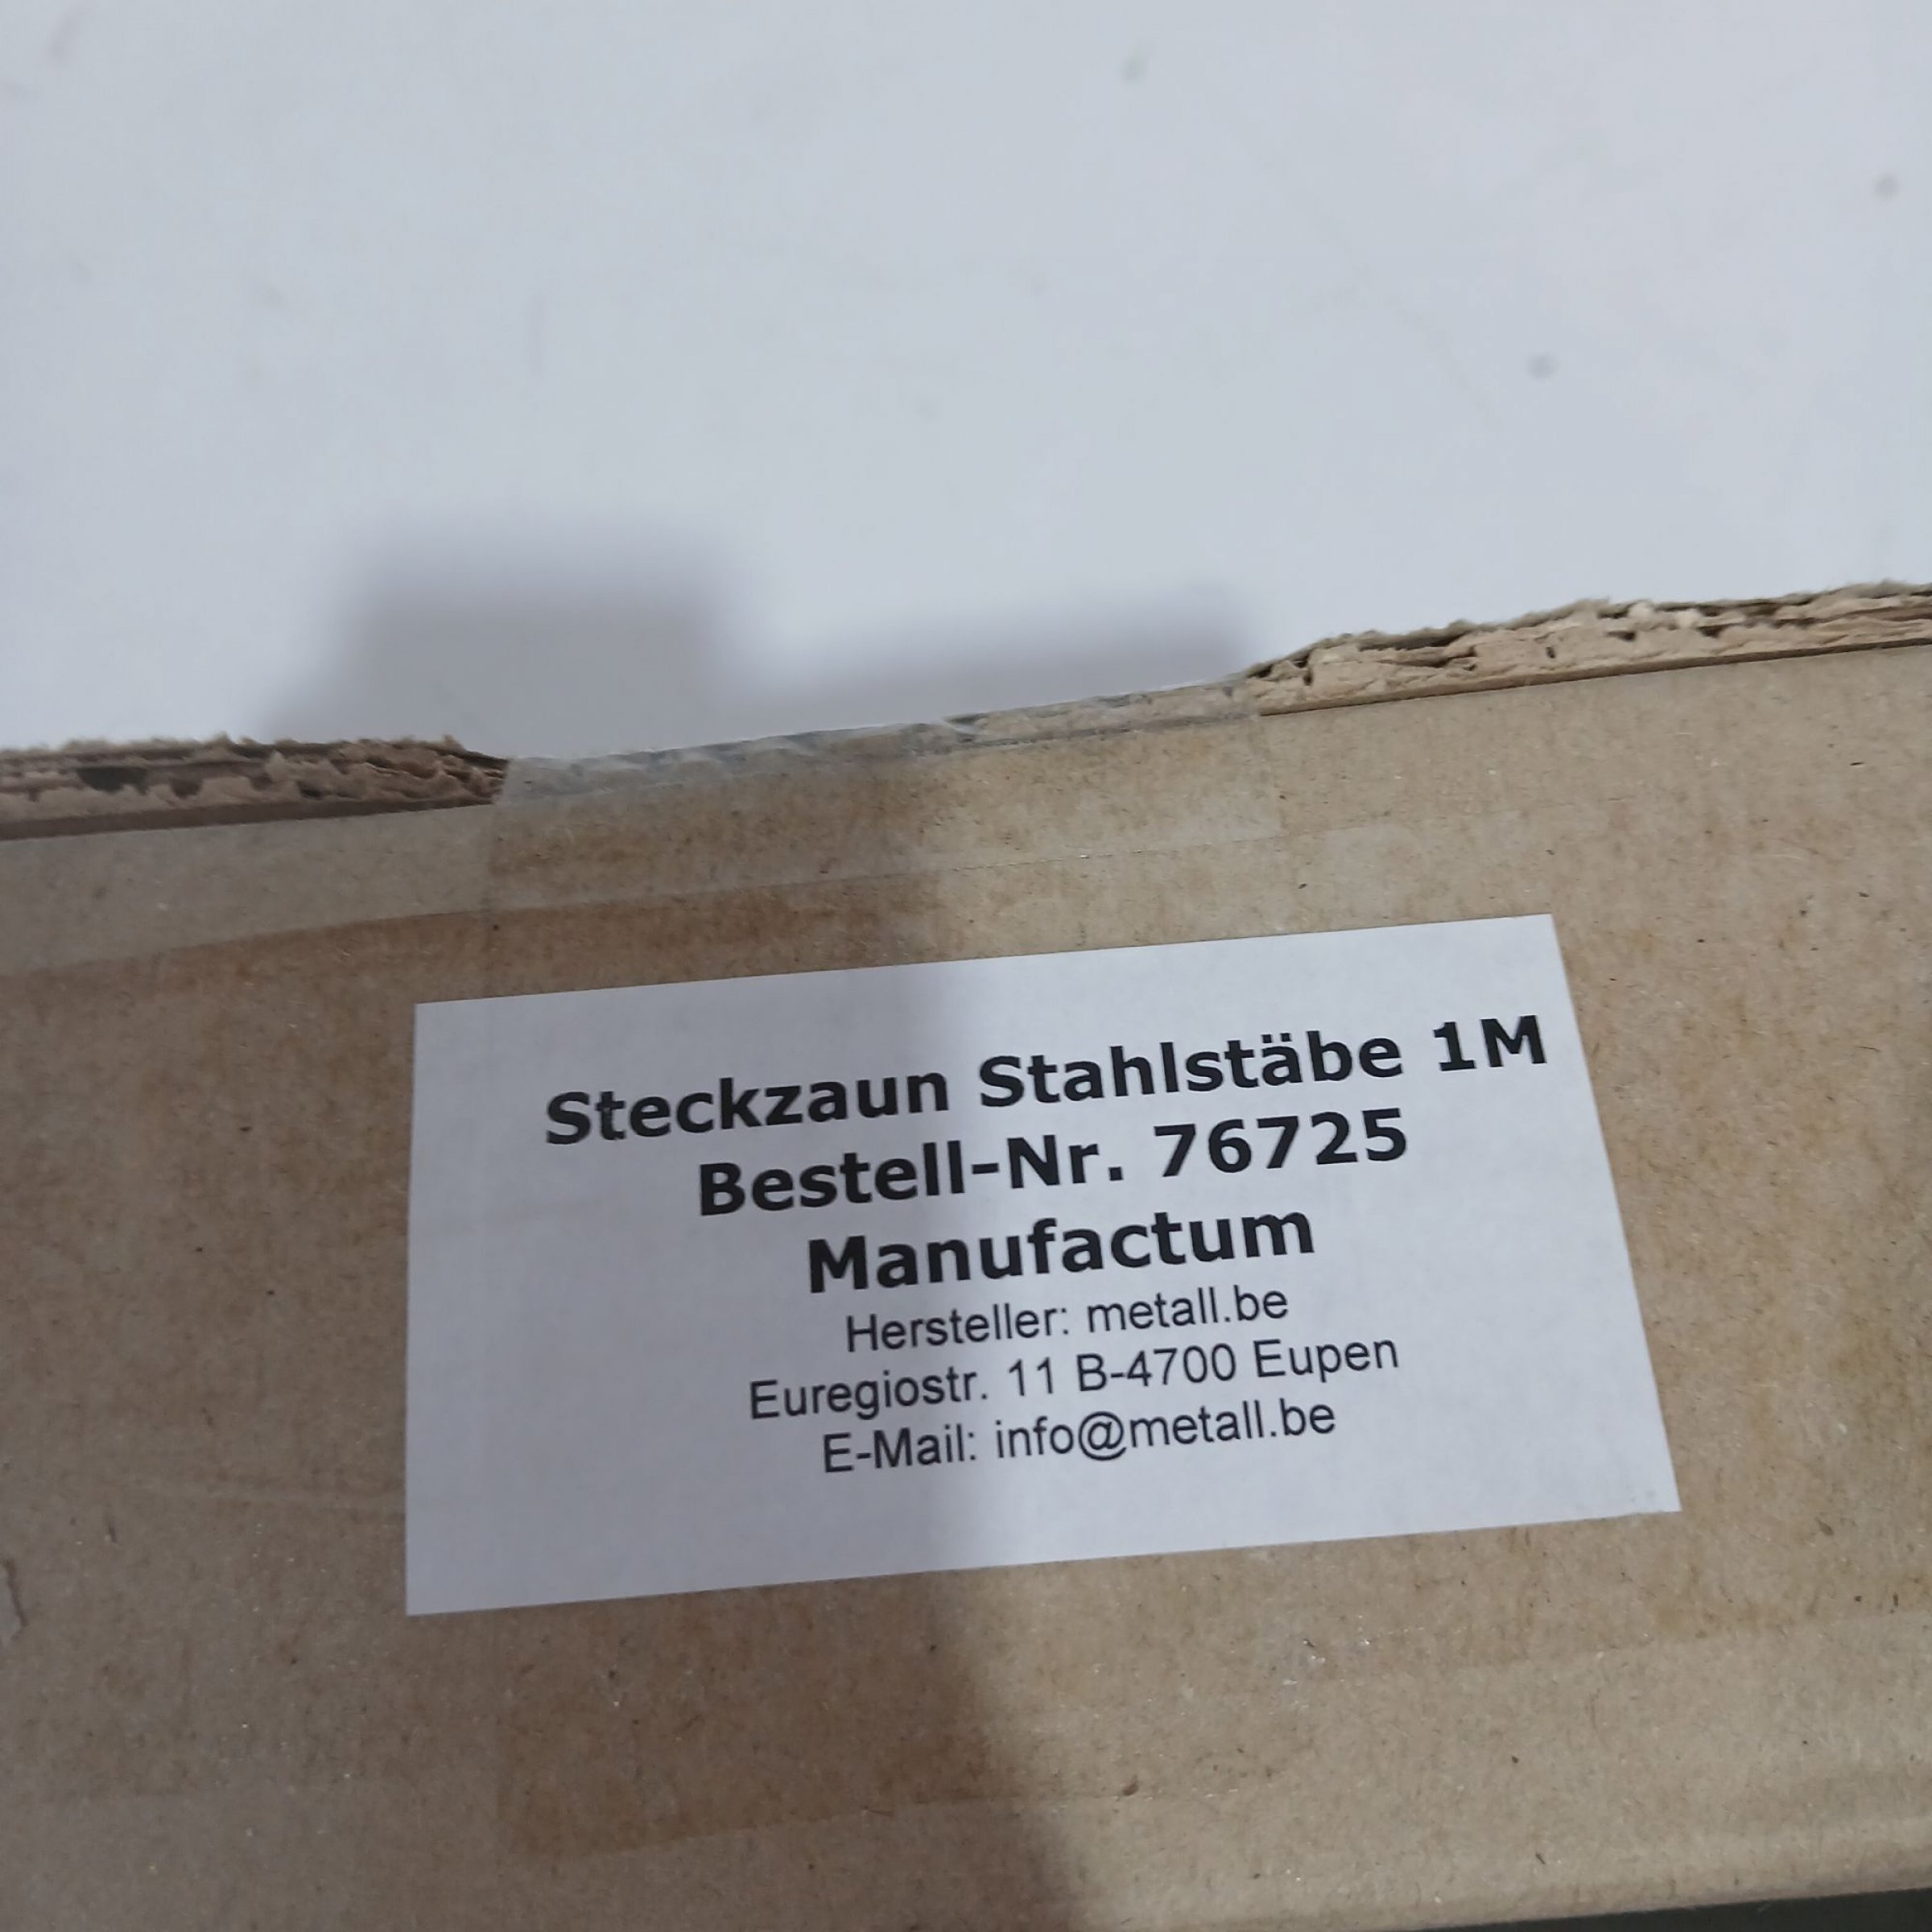 Steckzaun Stahlstäbe 1M
Bestell-Nr. 76725
Manufactum
Hersteller: metall.be
Euregiostr. 11 B-4700 Eupen
E-Mail: info@metall.be